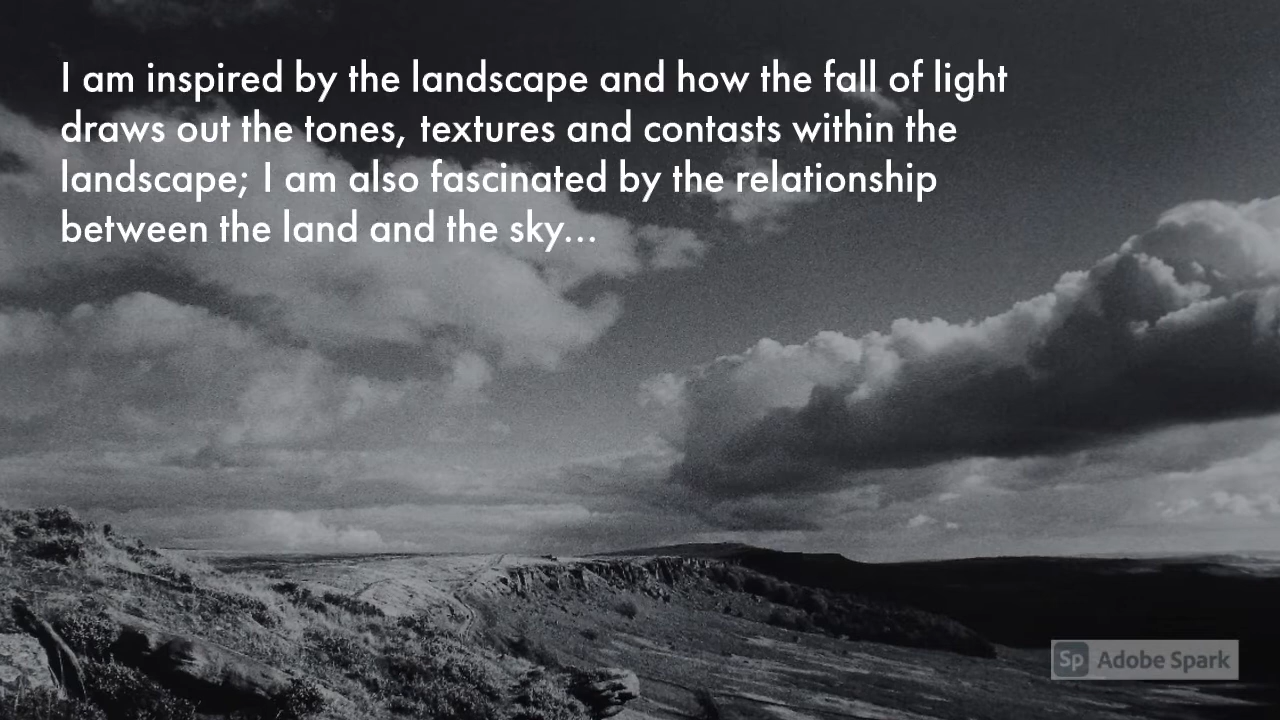 I am inspired by the landscape and how the fall of light
draws out the tones, textures and contasts within the
landscape; I am also fascinated by the relationship
between the land and the sky...
Sp Adobe Spark